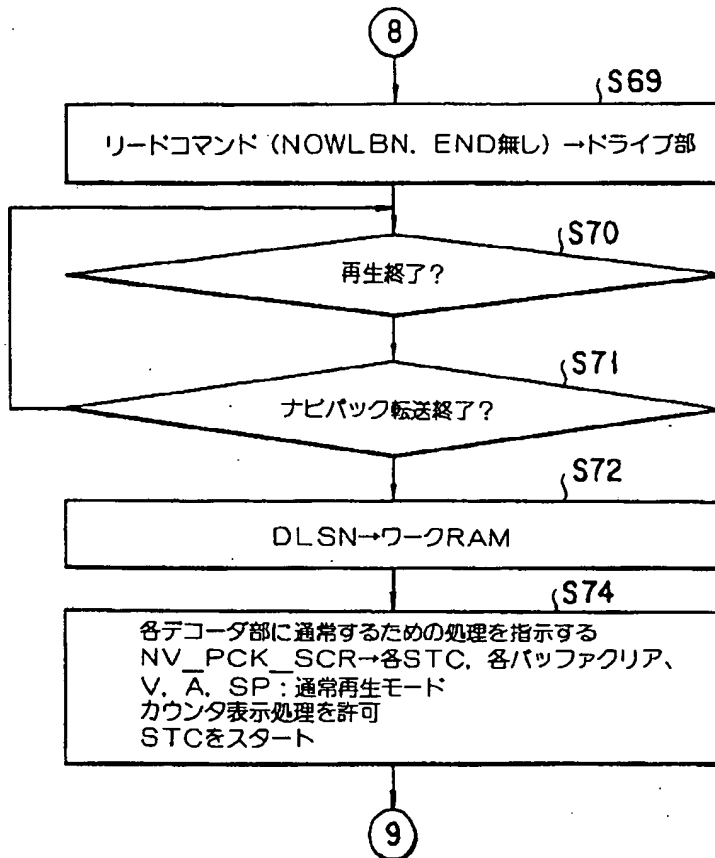 8
S69
リードコマンド(NOWLBN. END無し)→ドライブ部
S70
再生終了?
S71
ナビパック転送終了?
S72
DLSN→ワークRAM
S74
各デコーダ部に通常するための処理を指示する
NV_PCK_SCR→各STC, 各バッファクリア、
V, A, SP:通常再生モード
カウンタ表示処理を許可
STCをスタート
9